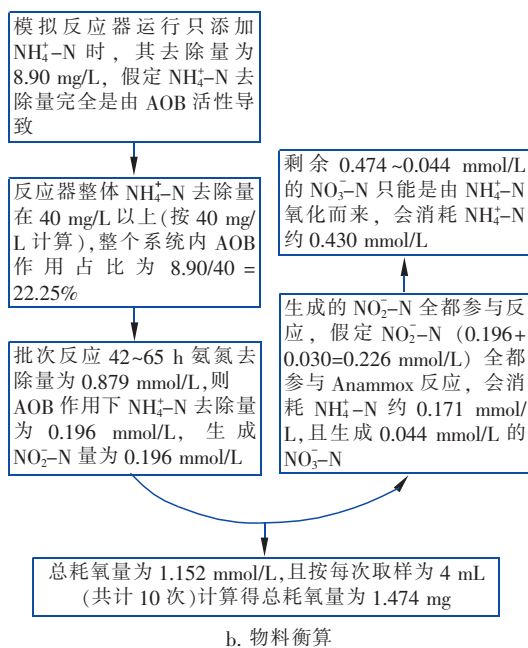 模拟反应器运行只添加
NH₄⁺-N 时，其去除量为
8.90 mg/L，假定 NH₄⁺-N 去
除量完全是由 AOB 活性导
致
反应器整体 NH₄⁺-N 去除量
在 40 mg/L 以上(按 40 mg/
L 计算)，整个系统内 AOB
作用占比为 8.90/40 =
22.25%
批次反应 42~65 h 氨氮去
除量为 0.879 mmol/L,则
AOB 作用下 NH₄⁺-N 去除量
为 0.196 mmol/L，生成
NO₂⁻-N 量为 0.196 mmol/L
生成的 NO₂⁻-N 全都参与反
应，假定 NO₂⁻-N (0.196+
0.030=0.226 mmol/L) 全都
参与 Anammox 反应，会消
耗 NH₄⁺-N 约 0.171 mmol/
L,且生成 0.044 mmol/L 的
NO₃⁻-N
剩余 0.474~0.044 mmol/L
的 NO₃⁻-N 只能是由 NH₄⁺-N
氧化而来，会消耗 NH₄⁺-N
约 0.430 mmol/L
总耗氧量为 1.152 mmol/L,且按每次取样为 4 mL
(共计 10 次)计算得总耗氧量为 1.474 mg
b. 物料衡算